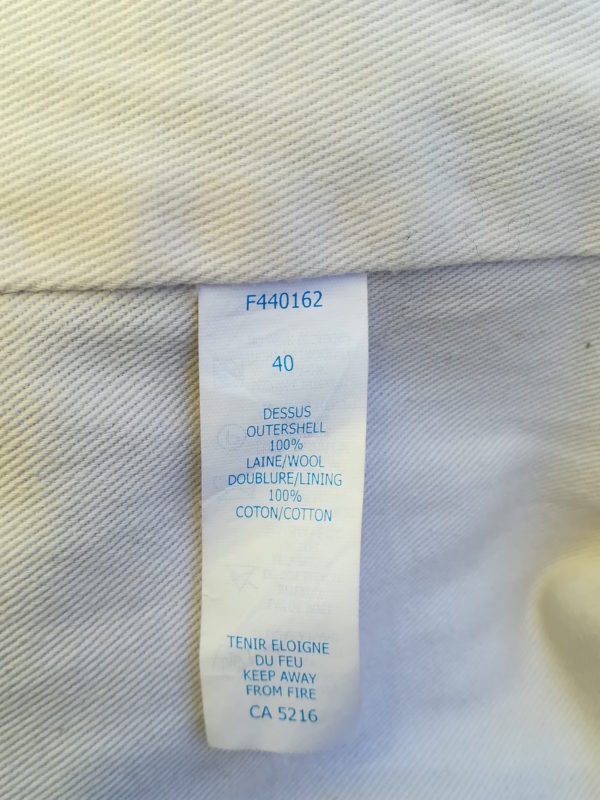 F440162
40
DESSUS
OUTERSHELL
100%
LAINE/WOOL
DOUBLURE/LINING
100%
COTON/COTTON
TENIR ELOIGNE
DU FEU
KEEP AWAY
FROM FIRE
CA 5216